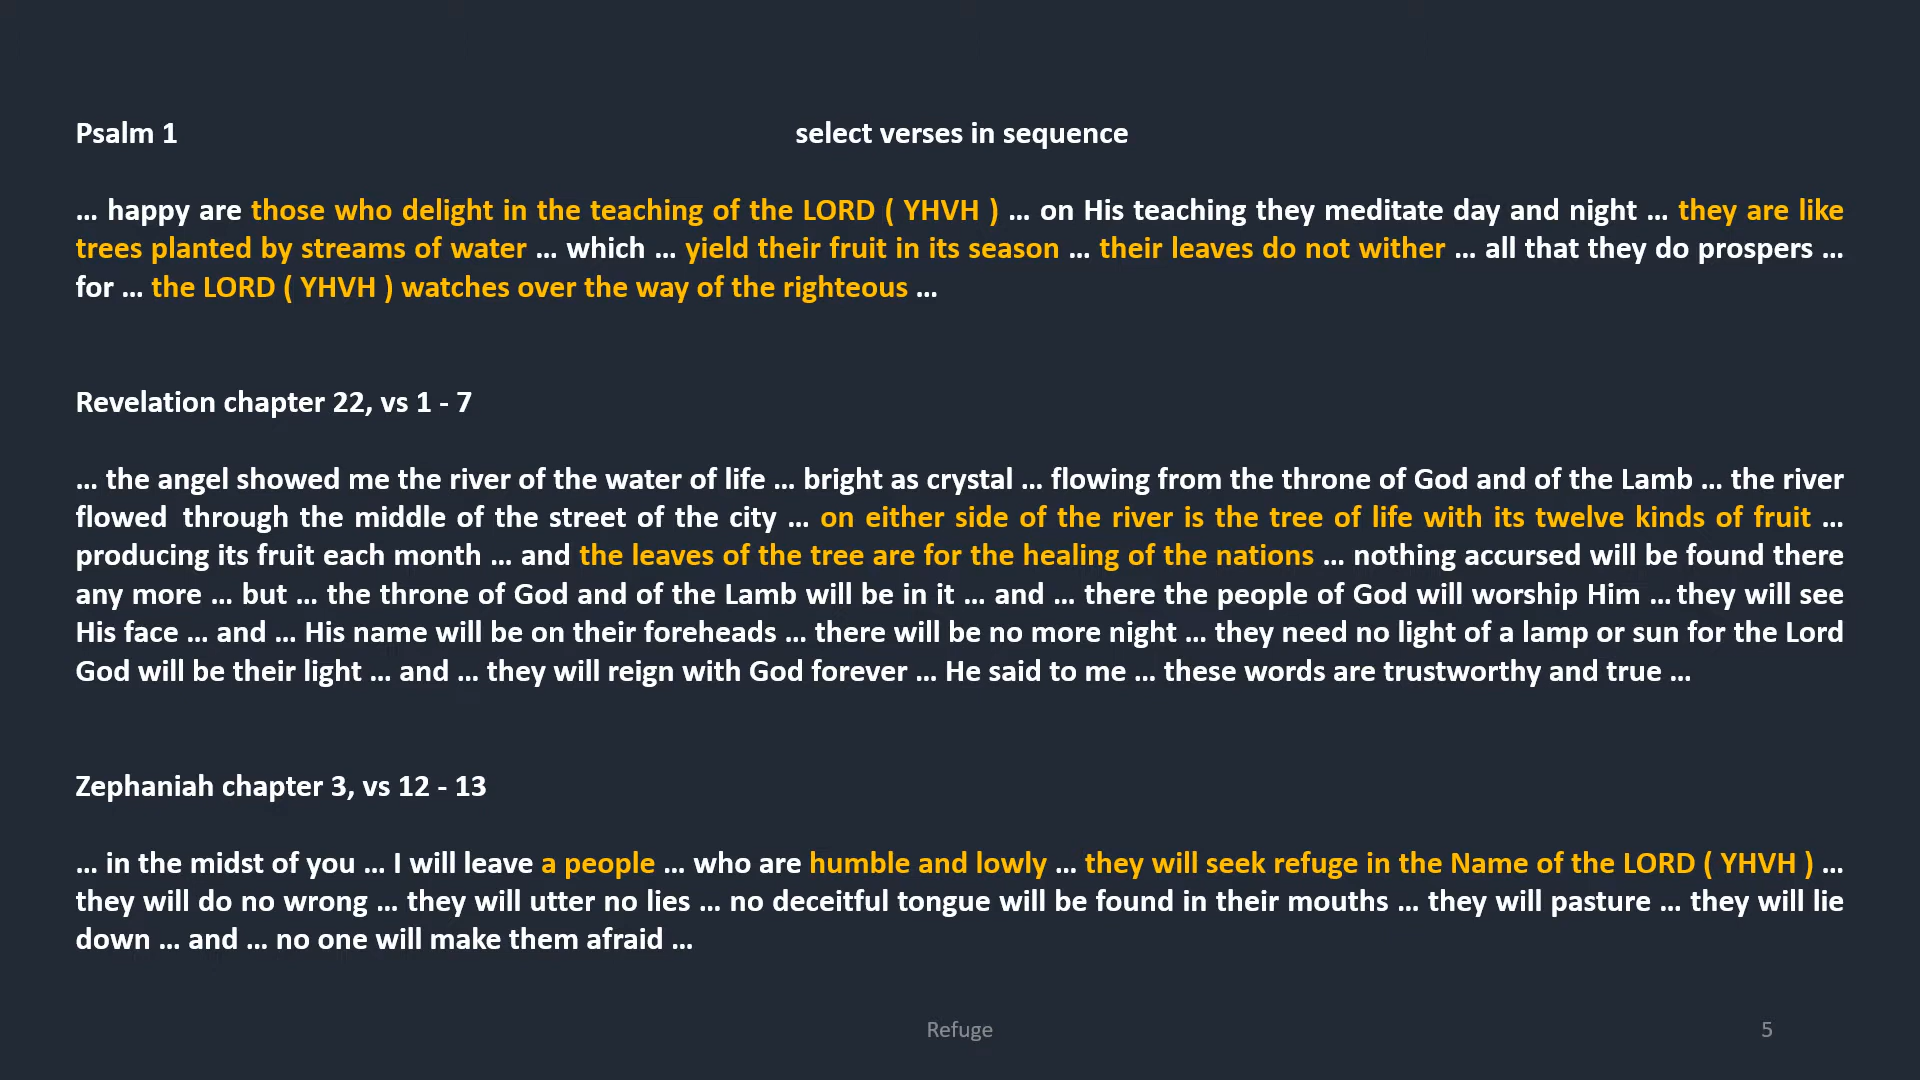 Psalm 1 select verses in sequence
... happy are those who delight in the teaching of the LORD ( YHVH ) ... on His teaching they meditate day and night ... they are like
trees planted by streams of water ... which ... yield their fruit in its season ... their leaves do not wither ... all that they do prospers ...
for ... the LORD ( YHVH ) watches over the way of the righteous ...
Revelation chapter 22, vs 1 - 7
... the angel showed me the river of the water of life ... bright as crystal ... flowing from the throne of God and of the Lamb ... the river
flowed through the middle of the street of the city ... on either side of the river is the tree of life with its twelve kinds of fruit ...
producing its fruit each month ... and the leaves of the tree are for the healing of the nations ... nothing accursed will be found there
any more ... but ... the throne of God and of the Lamb will be in it ... and ... there the people of God will worship Him ... they will see
His face ... and ... His name will be on their foreheads ... there will be no more night ... they need no light of a lamp or sun for the Lord
God will be their light ... and ... they will reign with God forever ... He said to me ... these words are trustworthy and true ...
Zephaniah chapter 3, vs 12 - 13
... in the midst of you ... I will leave a people ... who are humble and lowly ... they will seek refuge in the Name of the LORD ( YHVH ) ...
they will do no wrong ... they will utter no lies ... no deceitful tongue will be found in their mouths ... they will pasture ... they will lie
down ... and ... no one will make them afraid ...
Refuge 5